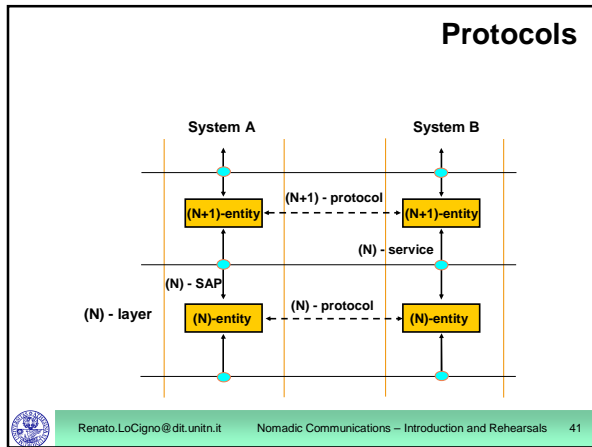 Protocols
System A
System B
(N+1) - protocol
(N+1)-entity
(N+1)-entity
(N) - service
(N) - SAP
(N) - protocol
(N) - layer
(N)-entity
(N)-entity
Renato.LoCigno@dit.unitn.it Nomadic Communications – Introduction and Rehearsals 41